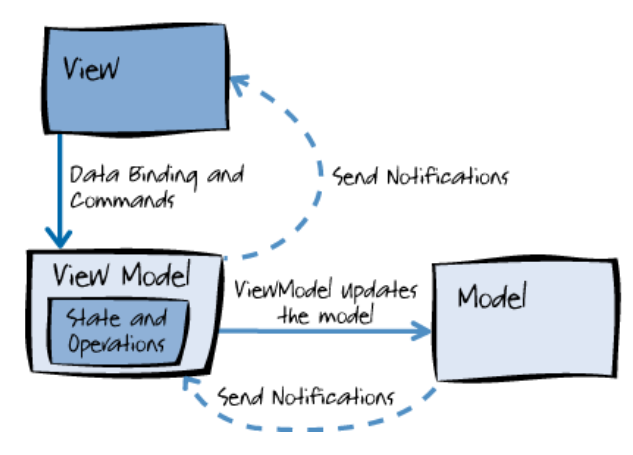 View
Data Binding and
Commands
Send Notifications
View Model
State and
Operations
ViewModel updates
the model
Model
Send Notifications